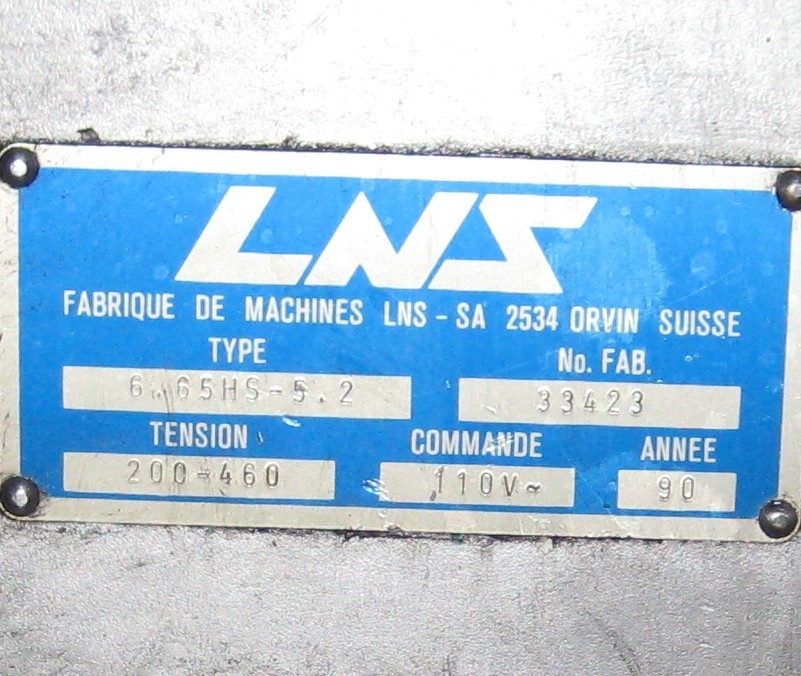 LNS
FABRIQUE DE MACHINES LNS - SA 2534 ORVIN SUISSE
TYPE No. FAB.
6.65HS-5.2 33423
TENSION COMMANDE ANNEE
200-460 110V~ 90